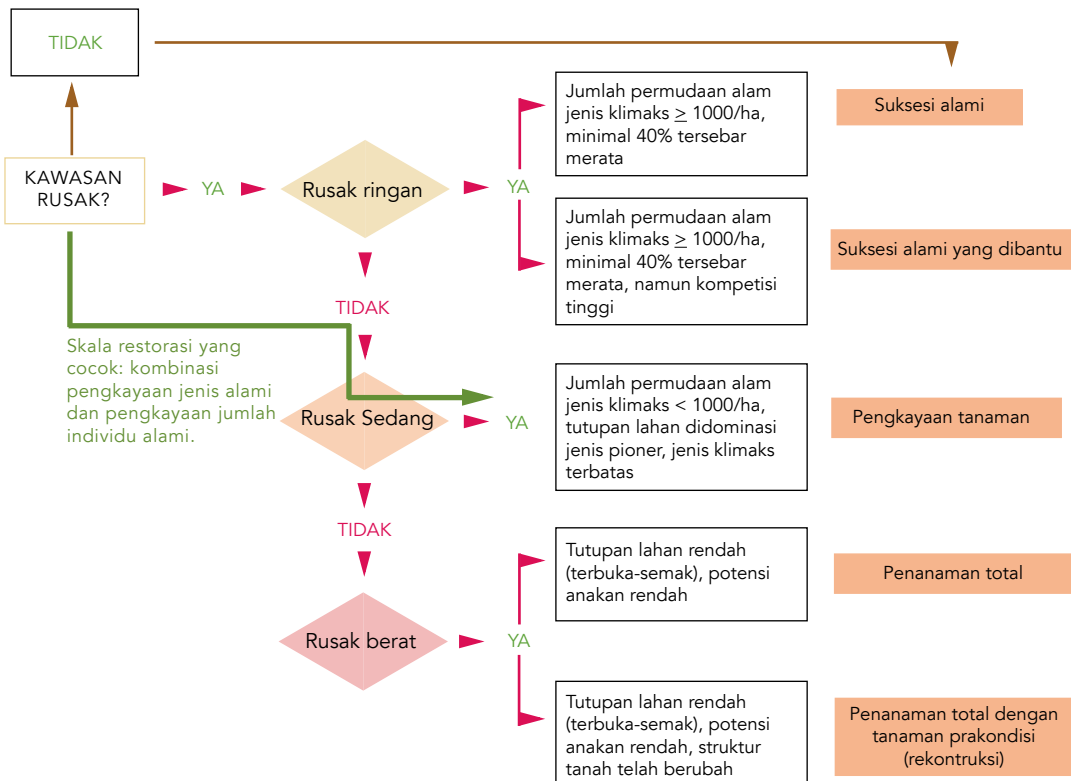 TIDAK
KAWASAN
RUSAK?
YA
Rusak ringan
YA
Jumlah permudaan alam
jenis klimaks ≥ 1000/ha,
minimal 40% tersebar
merata
Suksesi alami
Jumlah permudaan alam
jenis klimaks ≥ 1000/ha,
minimal 40% tersebar
merata, namun kompetisi
tinggi
Suksesi alami yang dibantu
TIDAK
Skala restorasi yang
cocok: kombinasi
pengkayaan jenis alami
dan pengkayaan jumlah
individu alami.
Rusak Sedang
YA
Jumlah permudaan alam
jenis klimaks < 1000/ha,
tutupan lahan didominasi
jenis pioner, jenis klimaks
terbatas
Pengkayaan tanaman
TIDAK
Rusak berat
YA
Tutupan lahan rendah
(terbuka-semak), potensi
anakan rendah
Penanaman total
Tutupan lahan rendah
(terbuka-semak), potensi
anakan rendah, struktur
tanah telah berubah
Penanaman total dengan
tanaman prakondisi
(rekontruksi)